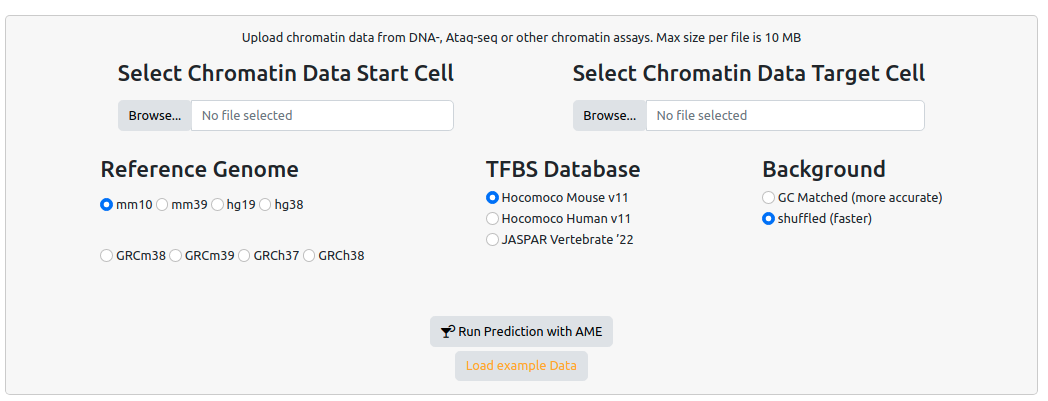 Upload chromatin data from DNA-, Ataq-seq or other chromatin assays. Max size per file is 10 MB
Select Chromatin Data Start Cell
Browse... No file selected
Select Chromatin Data Target Cell
Browse... No file selected
Reference Genome
mm10 mm39 hg19 hg38
GRCm38 GRCm39 GRCh37 GRCh38
TFBS Database
Hocomoco Mouse v11
Hocomoco Human v11
JASPAR Vertebrate '22
Background
GC Matched (more accurate)
shuffled (faster)
Run Prediction with AME
Load example Data